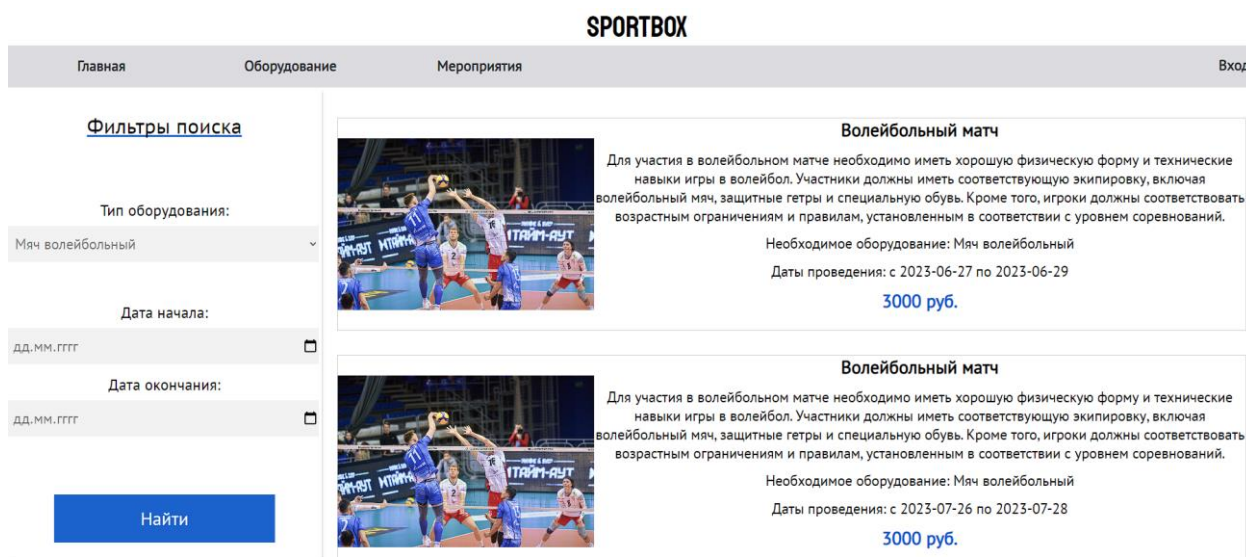 SPORTBOX
Главная Оборудование Мероприятия Вход
Фильтры поиска
Тип оборудования:
Мяч волейбольный
Дата начала:
дд.мм.гггг
Дата окончания:
дд.мм.гггг
Найти
Волейбольный матч
Для участия в волейбольном матче необходимо иметь хорошую физическую форму и технические
навыки игры в волейбол. Участники должны иметь соответствующую экипировку, включая
волейбольный мяч, защитные гетры и специальную обувь. Кроме того, игроки должны соответствовать
возрастным ограничениям и правилам, установленным в соответствии с уровнем соревнований.
Необходимое оборудование: Мяч волейбольный
Даты проведения: с 2023-06-27 по 2023-06-29
3000 руб.
Волейбольный матч
Для участия в волейбольном матче необходимо иметь хорошую физическую форму и технические
навыки игры в волейбол. Участники должны иметь соответствующую экипировку, включая
волейбольный мяч, защитные гетры и специальную обувь. Кроме того, игроки должны соответствовать
возрастным ограничениям и правилам, установленным в соответствии с уровнем соревнований.
Необходимое оборудование: Мяч волейбольный
Даты проведения: с 2023-07-26 по 2023-07-28
3000 руб.